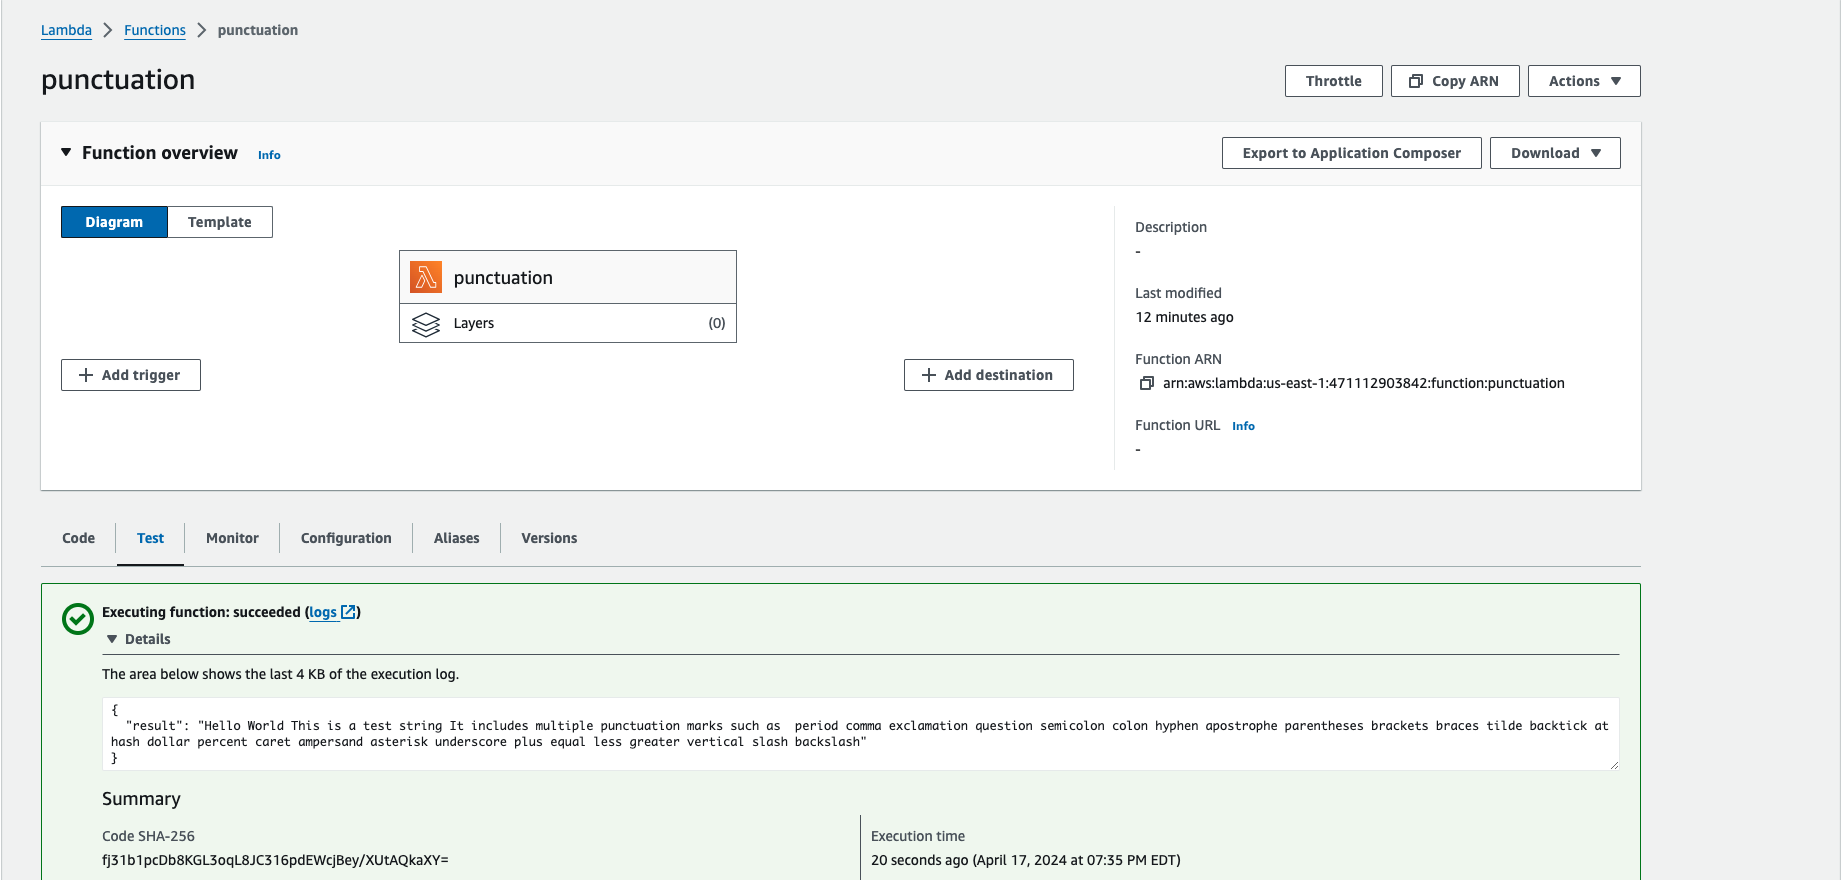 Lambda > Functions > punctuation
punctuation
Throttle
Copy ARN
Actions
Function overview Info
Export to Application Composer
Download
Diagram
Template
punctuation
Layers (0)
Add trigger
Add destination
Description
-
Last modified
12 minutes ago
Function ARN
arn:aws:lambda:us-east-1:471112903842:function:punctuation
Function URL Info
-
Code
Test
Monitor
Configuration
Aliases
Versions
Executing function: succeeded (logs)
Details
The area below shows the last 4 KB of the execution log.
{
"result": "Hello World This is a test string It includes multiple punctuation marks such as  period comma exclamation question semicolon colon hyphen apostrophe parentheses brackets braces tilde backtick at
hash dollar percent caret ampersand asterisk underscore plus equal less greater vertical slash backslash"
}
Summary
Code SHA-256
fj31b1pcDb8KGL3oqL8JC316pdEWcjBey/XUtAQkaXY=
Execution time
20 seconds ago (April 17, 2024 at 07:35 PM EDT)